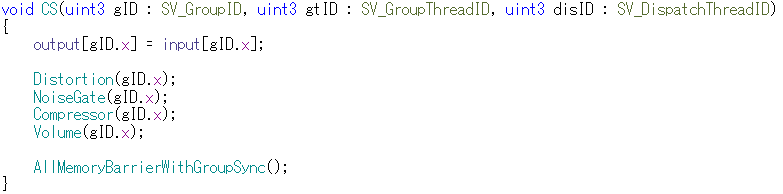 void CS(uint3 gID : SV_GroupID, uint3 gtID : SV_GroupThreadID, uint3 disID : SV_DispatchThreadID)
{
    output[gID.x] = input[gID.x];

    Distortion(gID.x);
    NoiseGate(gID.x);
    Compressor(gID.x);
    Volume(gID.x);

    AllMemoryBarrierWithGroupSync();
}